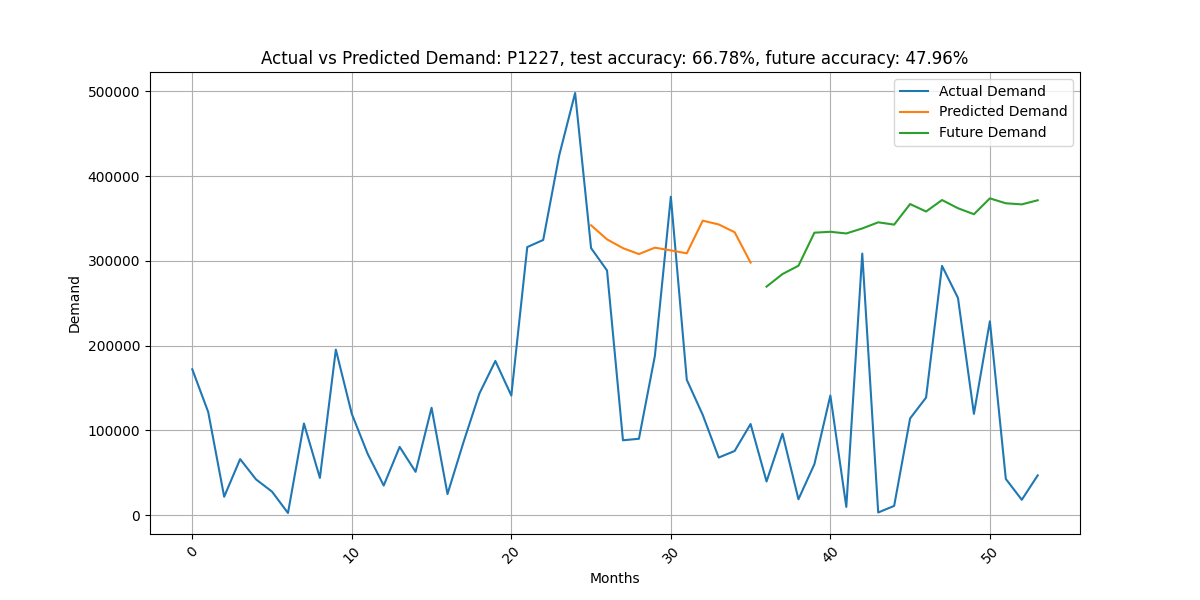 Actual vs Predicted Demand: P1227, test accuracy: 66.78%, future accuracy: 47.96%
Actual Demand
Predicted Demand
Future Demand
500000
400000
300000
200000
100000
0
Demand
0 10 20 30 40 50
Months